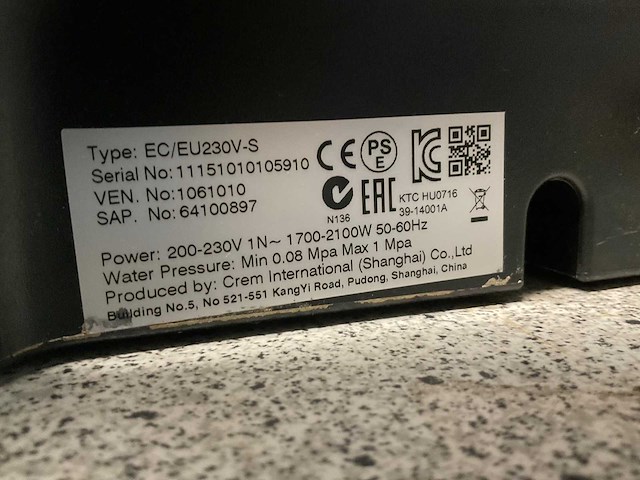 Type: EC/EU230V-S
Serial No: 11151010105910
VEN. No: 1061010
SAP. No: 64100897
CE
PS
E
KC
N136
EAC
KTC HU0716
39-14001A
Power: 200-230V 1N~ 1700-2100W 50-60Hz
Water Pressure: Min 0.08 Mpa Max 1 Mpa
Produced by: Crem International (Shanghai) Co.,Ltd
Building No.5, No 521-551 KangYi Road, Pudong, Shanghai, China